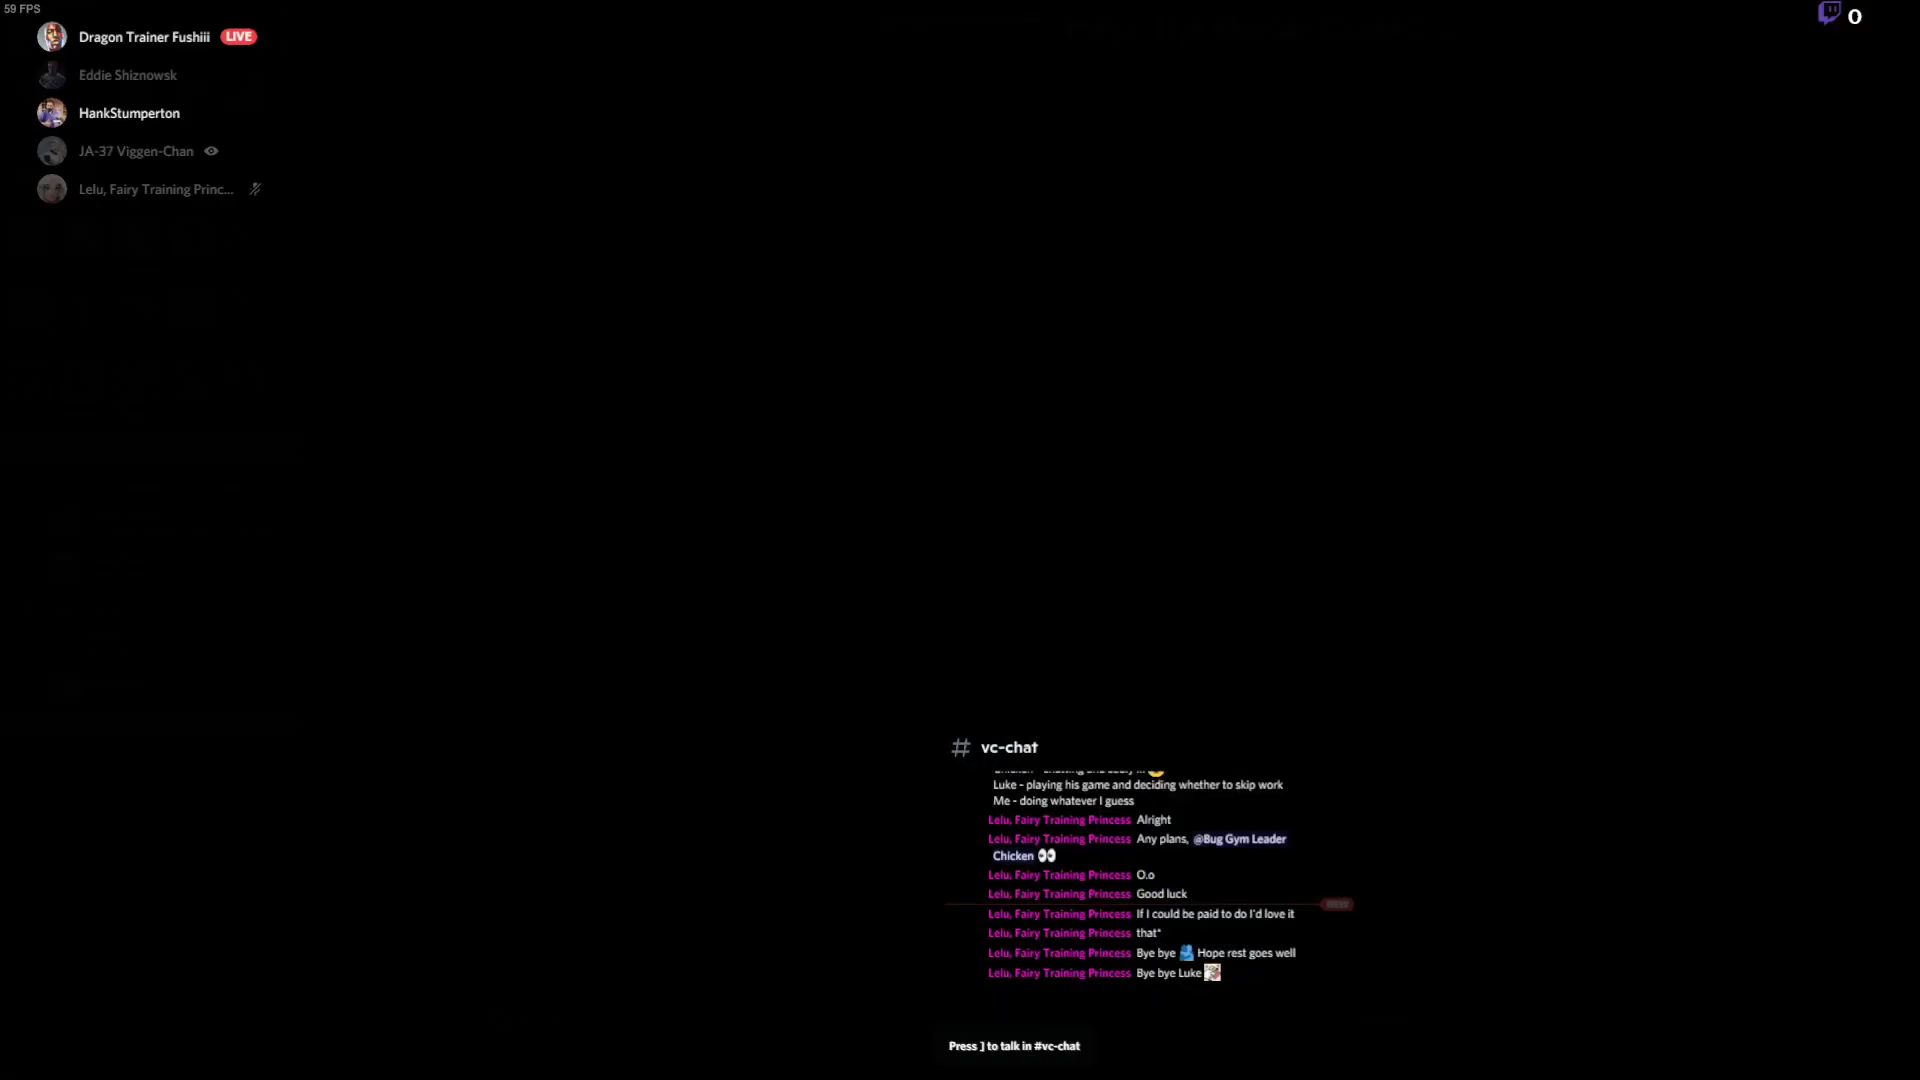 59 FPS
0
Dragon Trainer Fushiii LIVE
Eddie Shiznowsk
HankStumperton
JA-37 Viggen-Chan
Lelu, Fairy Training Princ...
# vc-chat
Luke - playing his game and deciding whether to skip work
Me - doing whatever I guess
Lelu, Fairy Training Princess Alright
Lelu, Fairy Training Princess Any plans, @Bug Gym Leader
Chicken 👀
Lelu, Fairy Training Princess O.o
Lelu, Fairy Training Princess Good luck
NEW
Lelu, Fairy Training Princess If I could be paid to do I'd love it
Lelu, Fairy Training Princess that*
Lelu, Fairy Training Princess Bye bye 🫂 Hope rest goes well
Lelu, Fairy Training Princess Bye bye Luke
Press ] to talk in #vc-chat